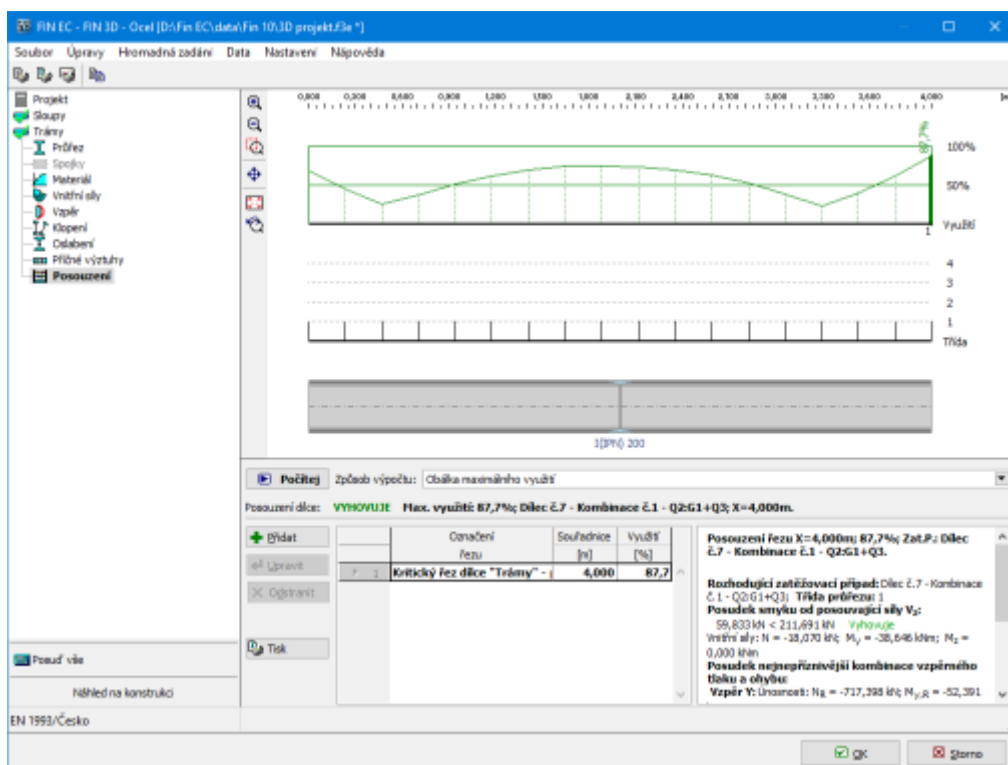 FIN EC - FIN 3D - Ocel [D:\Fin EC\data\Fin 10\3D projekt.f3e *]
Soubor Úpravy Hromadná zadání Data Nastavení Nápověda
Projekt
Sloupy
Trámy
Průřez
Spojky
Materiál
Vnitřní síly
Vzpěr
Klopení
Oslabení
Příčné výztuhy
Posouzení
87,7%
100%
50%
1
Využití
4
3
2
1
Třída
I(IPN) 200
Počítej Způsob výpočtu: Obálka maximálního využití
Posouzení dílce: VYHOVUJE Max. využití: 87,7%; Dílec č.7 - Kombinace č.1 - Q2:G1+Q3; X=4,000m.
Přidat
Upravit
Odstranit
Tisk
Označení řezu
Souřadnice [m]
Využití [%]
1 Kritický řez dílce "Trámy" - 4,000 87,7
Posouzení řezu X=4,000m; 87,7%; Zat.P.: Dílec
č.7 - Kombinace č.1 - Q2:G1+Q3.
Rozhodující zatěžovací případ: Dílec č.7 - Kombinace
č.1 - Q2:G1+Q3; Třída průřezu: 1
Posudek smyku od posouvající síly Vz:
59,833 kN < 211,691 kN Vyhovuje
Vnitřní síly: N = -18,070 kN; My = -38,646 kNm; Mz =
0,000 kNm
Posudek nejnepříznivější kombinace vzpěrného
tlaku a ohybu:
Vzpěr Y: Únosnosti: NR = -717,398 kN; My,R = -52,391
Posuď vše
Náhled na konstrukci
EN 1993/Česko
OK
Storno